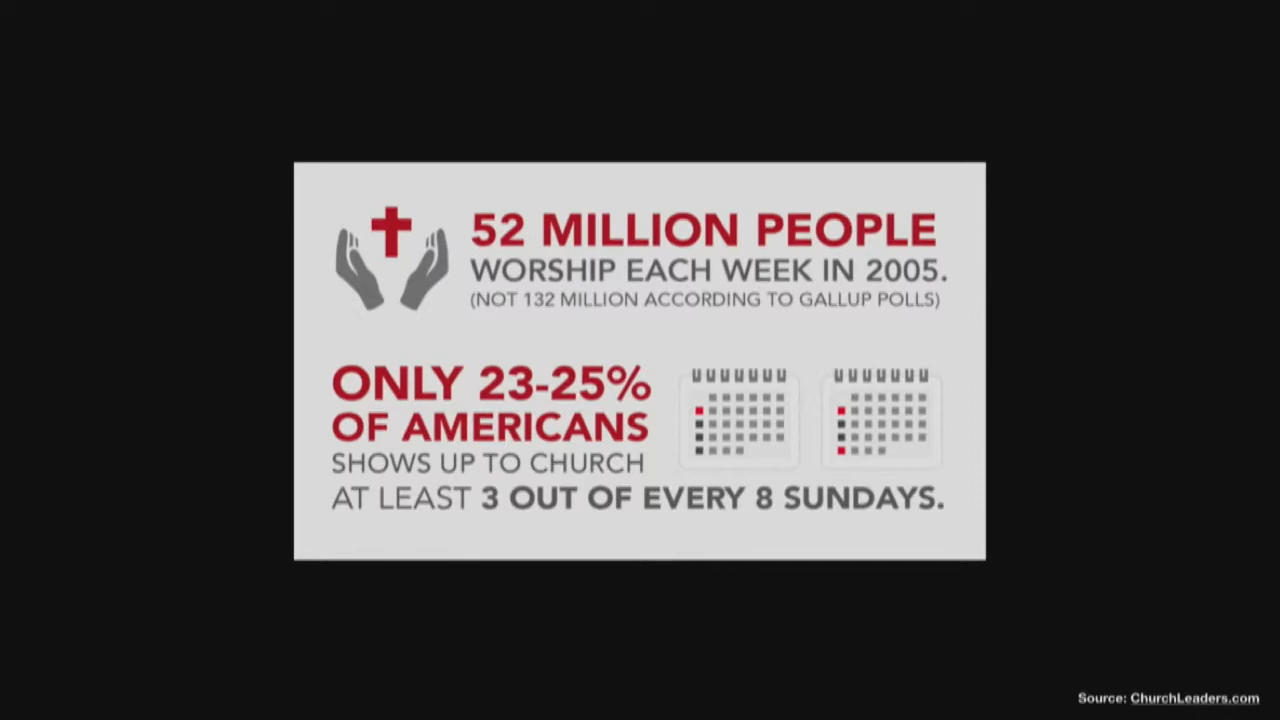 52 MILLION PEOPLE
WORSHIP EACH WEEK IN 2005.
(NOT 132 MILLION ACCORDING TO GALLUP POLLS)
ONLY 23-25%
OF AMERICANS
SHOWS UP TO CHURCH
AT LEAST 3 OUT OF EVERY 8 SUNDAYS.
Source: ChurchLeaders.com